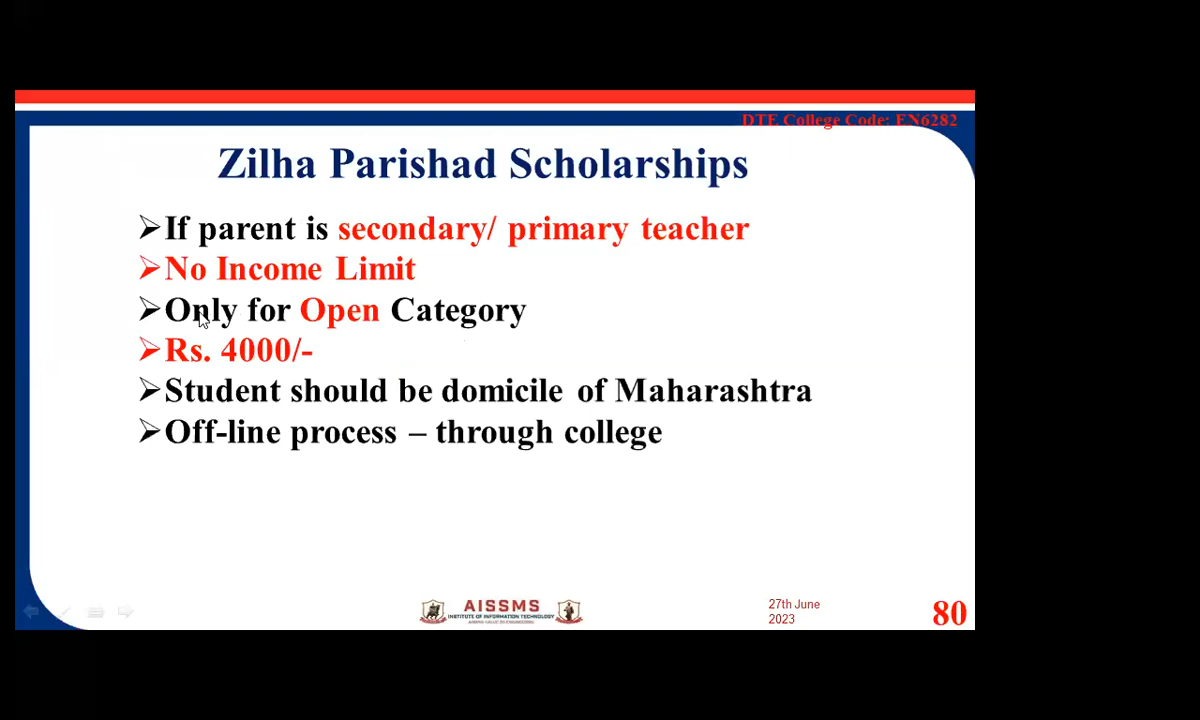 DTE College Code: EN6282
Zilha Parishad Scholarships
➢If parent is secondary/ primary teacher
➢No Income Limit
➢Only for Open Category
➢Rs. 4000/-
➢Student should be domicile of Maharashtra
➢Off-line process – through college
AISSMS
INSTITUTE OF INFORMATION TECHNOLOGY
27th June
2023
80